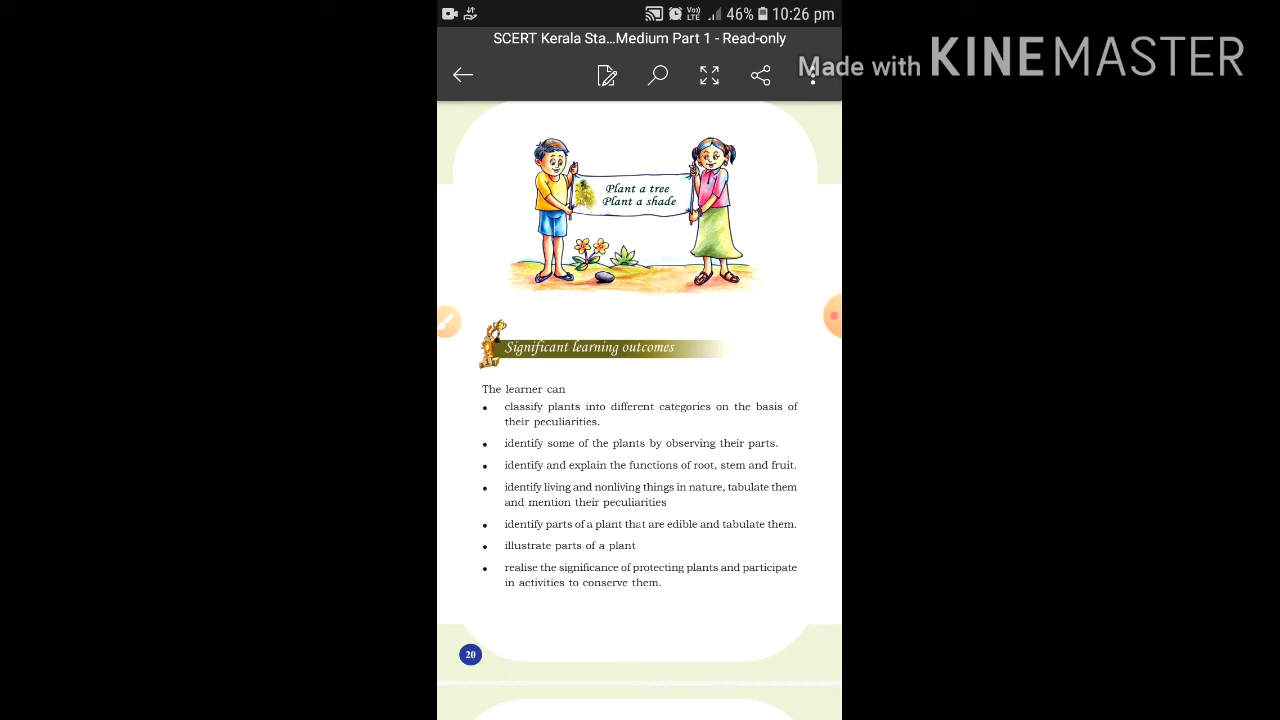 46% 10:26 pm
SCERT Kerala Sta...Medium Part 1 - Read-only
Made with KINEMASTER
Plant a tree
Plant a shade
Significant learning outcomes
The learner can
• classify plants into different categories on the basis of
their peculiarities.
• identify some of the plants by observing their parts.
• identify and explain the functions of root, stem and fruit.
• identify living and nonliving things in nature, tabulate them
and mention their peculiarities
• identify parts of a plant that are edible and tabulate them.
• illustrate parts of a plant
• realise the significance of protecting plants and participate
in activities to conserve them.
20